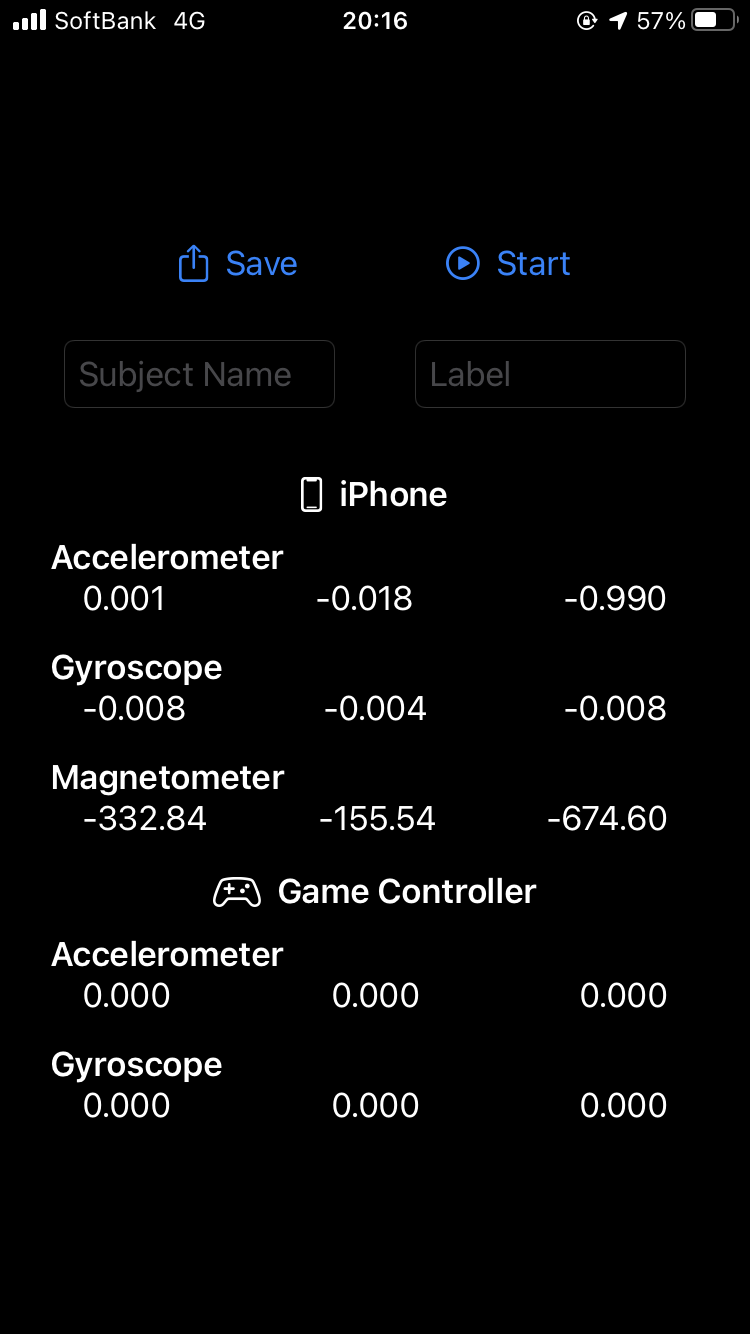 SoftBank 4G 20:16 57%
Save Start
Subject Name Label
iPhone
Accelerometer
0.001 -0.018 -0.990
Gyroscope
-0.008 -0.004 -0.008
Magnetometer
-332.84 -155.54 -674.60
Game Controller
Accelerometer
0.000 0.000 0.000
Gyroscope
0.000 0.000 0.000